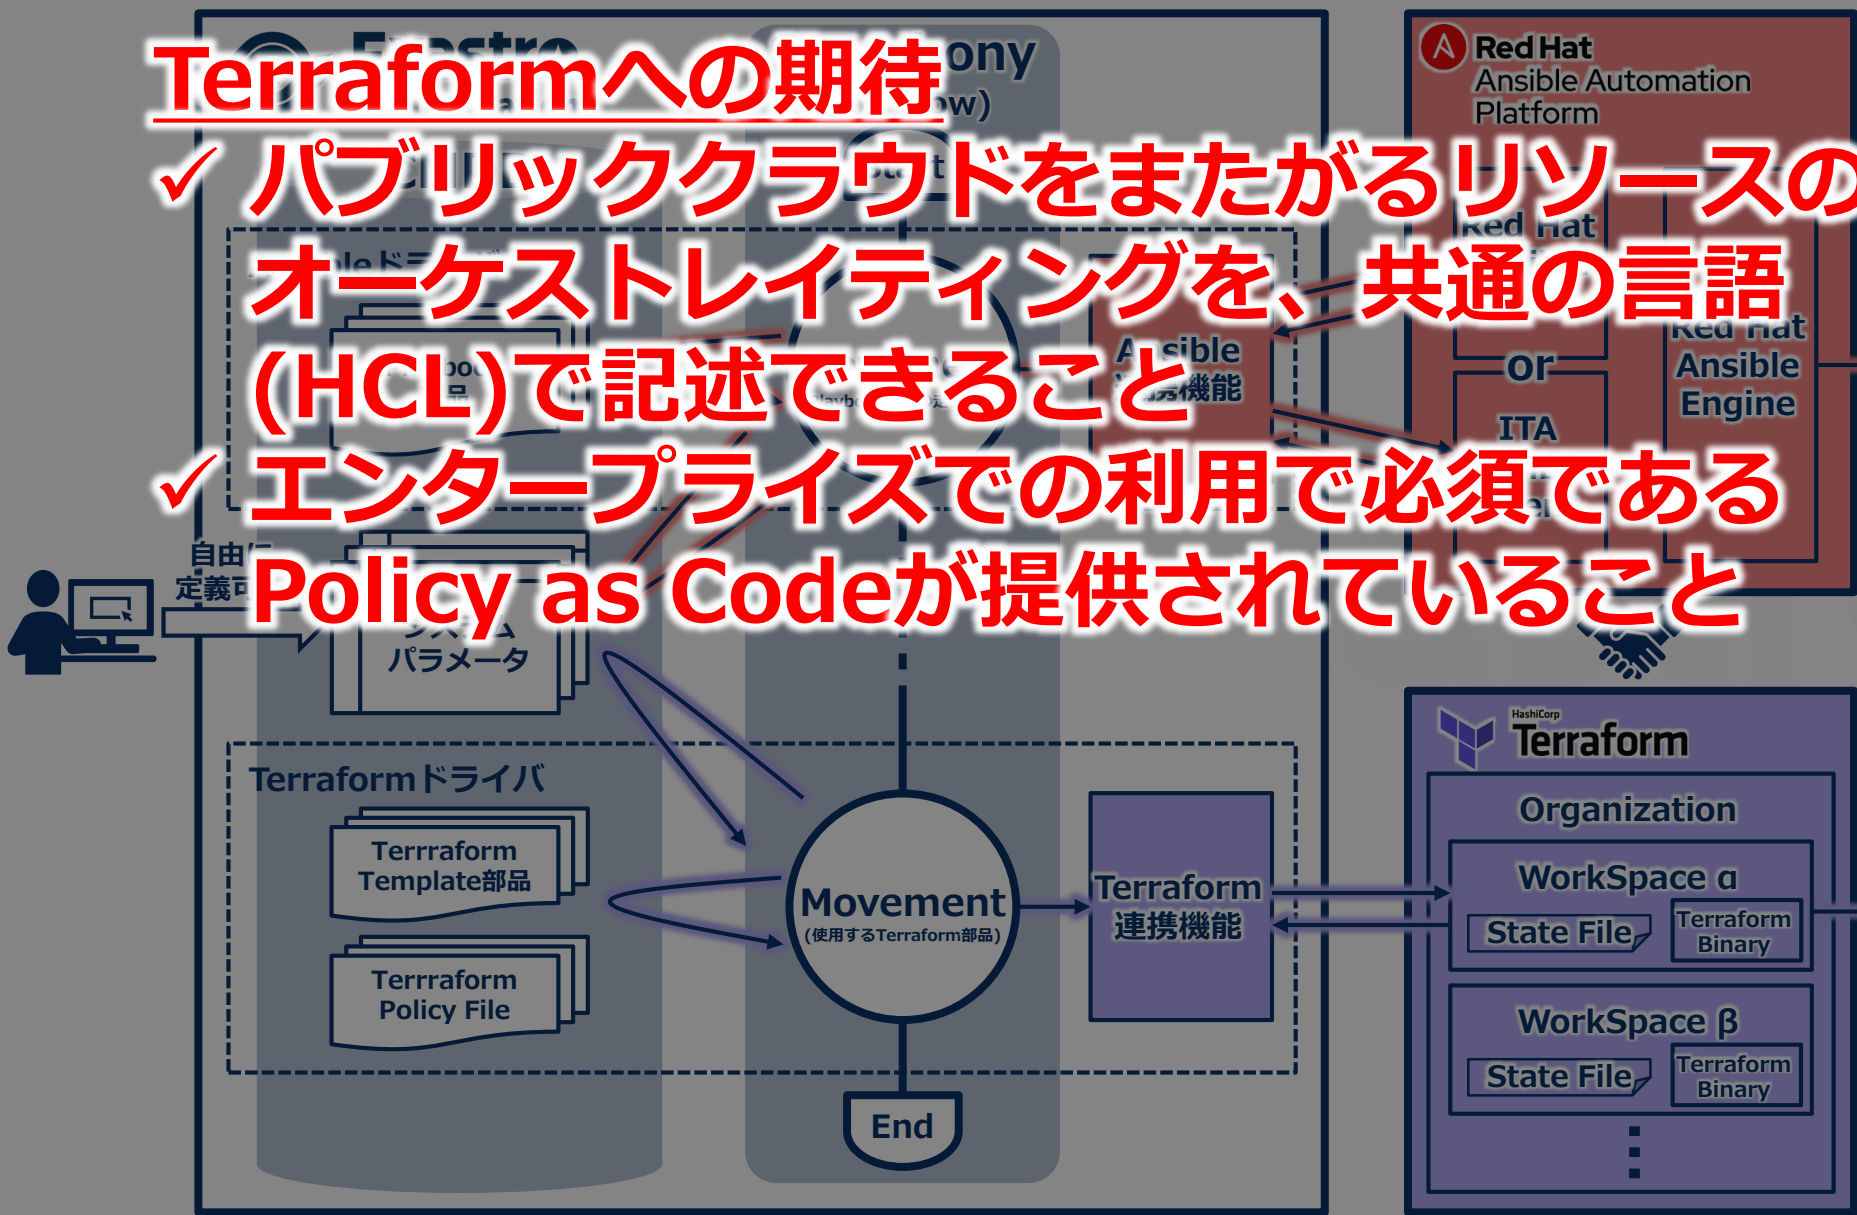 Terraformへの期待
✓ パブリッククラウドをまたがるリソースの
オーケストレイティングを、共通の言語
(HCL)で記述できること
✓ エンタープライズでの利用で必須である
Policy as Codeが提供されていること
Exastro
ony
ow)
Red Hat
Ansible Automation
Platform
Red Hat
or
ITA
Red Hat
Ansible
Engine
Ansible
連携機能
自由に
定義可
システム
パラメータ
Terraformドライバ
Terrraform
Template部品
Terrraform
Policy File
Movement
(使用するTerraform部品)
End
Terraform
連携機能
HashiCorp
Terraform
Organization
WorkSpace α
State File
Terraform
Binary
WorkSpace β
State File
Terraform
Binary